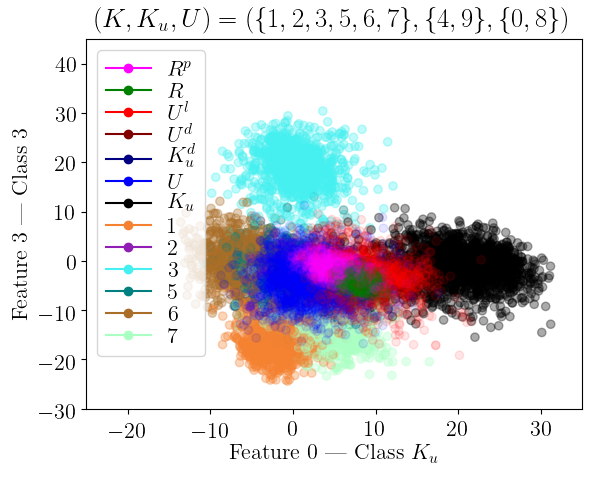 (K, K_u, U) = ({1, 2, 3, 5, 6, 7}, {4, 9}, {0, 8})
Feature 3 — Class 3
40
30
20
10
0
−10
−20
−30
R^p
R
U^l
U^d
K_u^d
U
K_u
1
2
3
5
6
7
−20
−10
0
10
20
30
Feature 0 — Class K_u